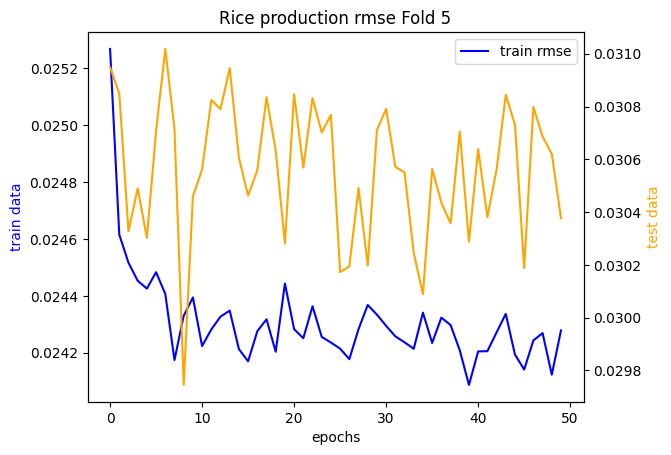 Rice production rmse Fold 5
train rmse
0.0252
0.0250
0.0248
0.0246
0.0244
0.0242
train data
0.0310
0.0308
0.0306
0.0304
0.0302
0.0300
0.0298
test data
0 10 20 30 40 50
epochs